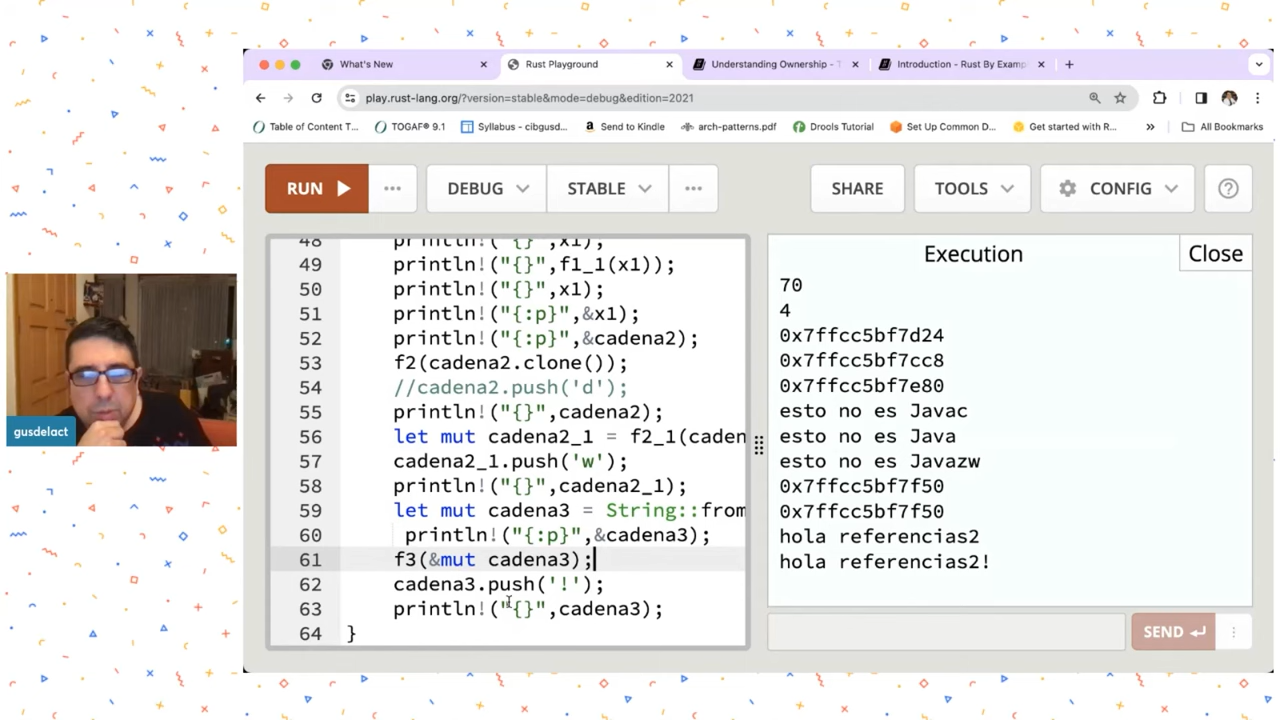 What's New
Rust Playground
Understanding Ownership - T
Introduction - Rust By Examp
play.rust-lang.org/?version=stable&mode=debug&edition=2021
Table of Content T...
TOGAF® 9.1
Syllabus - cibgusd...
Send to Kindle
arch-patterns.pdf
Drools Tutorial
Set Up Common D...
Get started with R...
»
All Bookmarks
RUN
...
DEBUG
STABLE
...
SHARE
TOOLS
CONFIG
48 println!("{}",x1);
49 println!("{}",f1_1(x1));
50 println!("{}",x1);
51 println!("{:p}",&x1);
52 println!("{:p}",&cadena2);
53 f2(cadena2.clone());
54 //cadena2.push('d');
55 println!("{}",cadena2);
56 let mut cadena2_1 = f2_1(caden
57 cadena2_1.push('w');
58 println!("{}",cadena2_1);
59 let mut cadena3 = String::from
60 println!("{:p}",&cadena3);
61 f3(&mut cadena3);
62 cadena3.push('!');
63 println!("{}",cadena3);
64 }
Execution
Close
70
4
0x7ffcc5bf7d24
0x7ffcc5bf7cc8
0x7ffcc5bf7e80
esto no es Javac
esto no es Java
esto no es Javazw
0x7ffcc5bf7f50
0x7ffcc5bf7f50
hola referencias2
hola referencias2!
SEND
gusdelact